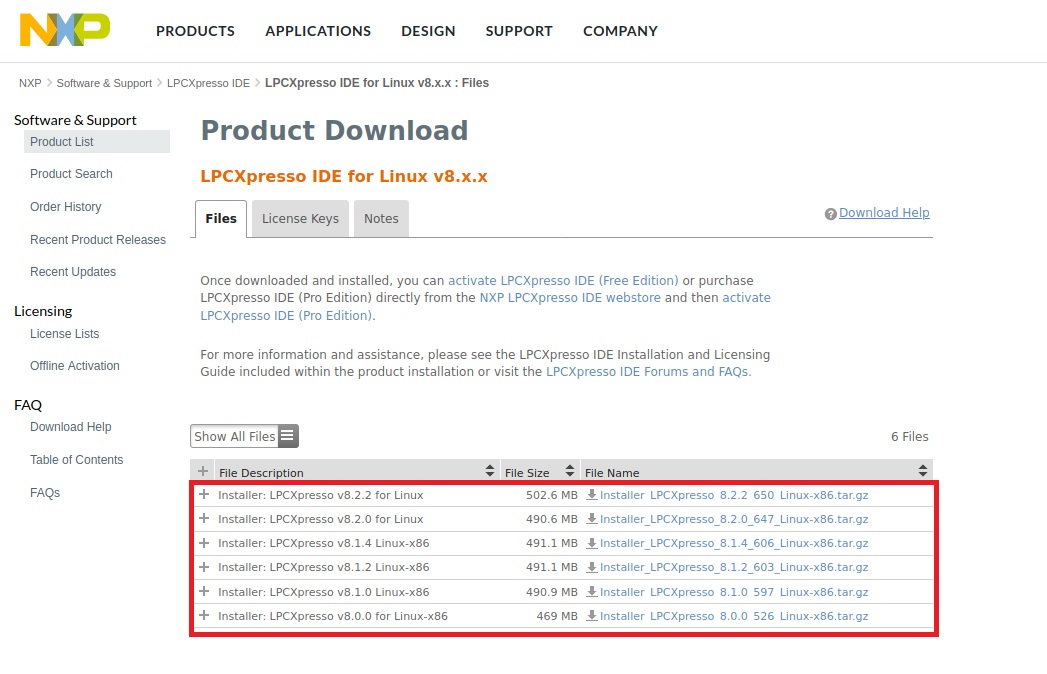 NXP
PRODUCTS APPLICATIONS DESIGN SUPPORT COMPANY
NXP > Software & Support > LPCXpresso IDE > LPCXpresso IDE for Linux v8.x.x : Files
Software & Support
Product List
Product Search
Order History
Recent Product Releases
Recent Updates
Licensing
License Lists
Offline Activation
FAQ
Download Help
Table of Contents
FAQs
Product Download
LPCXpresso IDE for Linux v8.x.x
Files License Keys Notes
? Download Help
Once downloaded and installed, you can activate LPCXpresso IDE (Free Edition) or purchase
LPCXpresso IDE (Pro Edition) directly from the NXP LPCXpresso IDE webstore and then activate
LPCXpresso IDE (Pro Edition).
For more information and assistance, please see the LPCXpresso IDE Installation and Licensing
Guide included within the product installation or visit the LPCXpresso IDE Forums and FAQs.
Show All Files 6 Files
+ File Description File Size File Name
+ Installer: LPCXpresso v8.2.2 for Linux 502.6 MB Installer_LPCXpresso_8.2.2_650_Linux-x86.tar.gz
+ Installer: LPCXpresso v8.2.0 for Linux 490.6 MB Installer_LPCXpresso_8.2.0_647_Linux-x86.tar.gz
+ Installer: LPCXpresso v8.1.4 Linux-x86 491.1 MB Installer_LPCXpresso_8.1.4_606_Linux-x86.tar.gz
+ Installer: LPCXpresso v8.1.2 Linux-x86 491.1 MB Installer_LPCXpresso_8.1.2_603_Linux-x86.tar.gz
+ Installer: LPCXpresso v8.1.0 Linux-x86 490.9 MB Installer_LPCXpresso_8.1.0_597_Linux-x86.tar.gz
+ Installer: LPCXpresso v8.0.0 for Linux-x86 469 MB Installer_LPCXpresso_8.0.0_526_Linux-x86.tar.gz